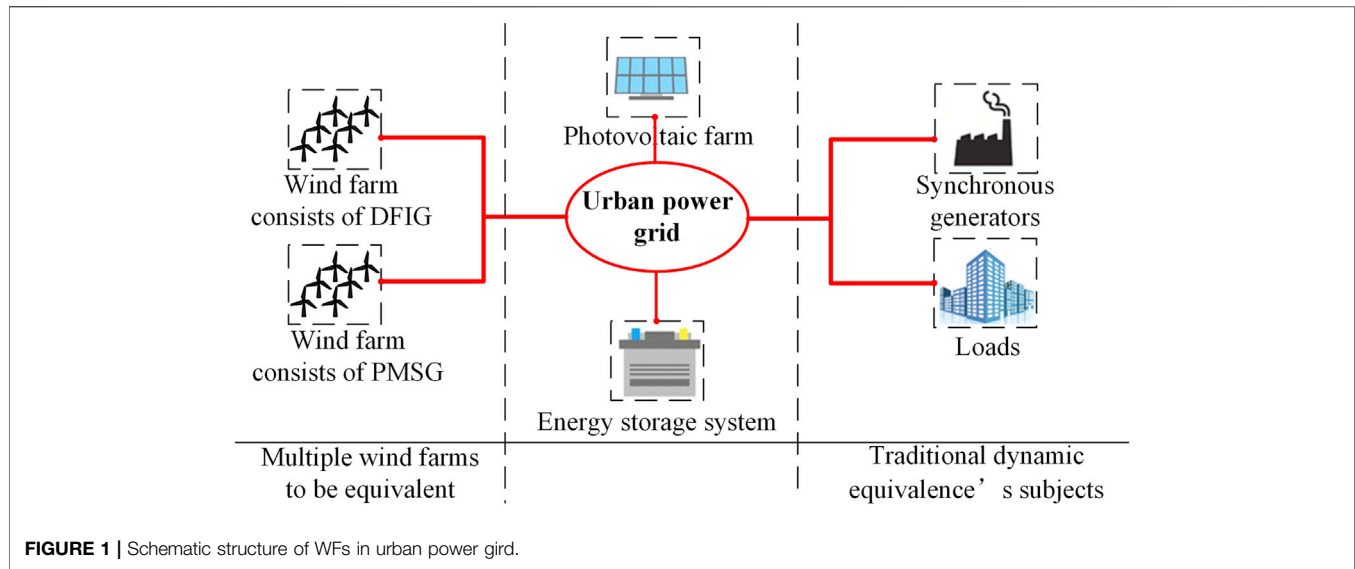 Wind farm
consists of DFIG
Wind farm
consists of PMSG
Multiple wind farms
to be equivalent
Photovoltaic farm
Urban power
grid
Energy storage system
Synchronous
generators
Loads
Traditional dynamic
equivalence’s subjects
FIGURE 1 | Schematic structure of WFs in urban power gird.